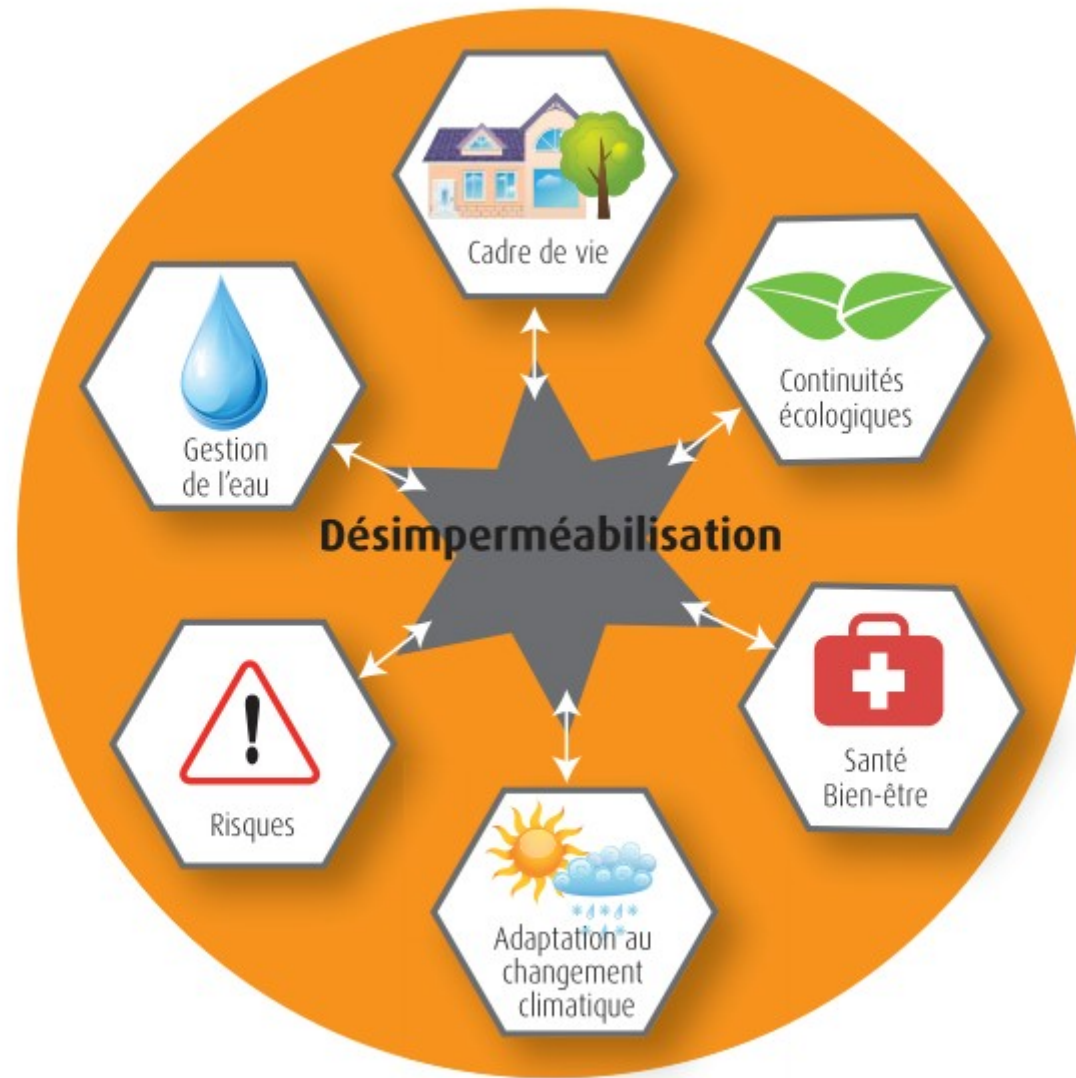 Cadre de vie
Continuités
écologiques
Gestion
de l'eau
Désimperméabilisation
Santé
Bien-être
Risques
Adaptation au
changement
climatique